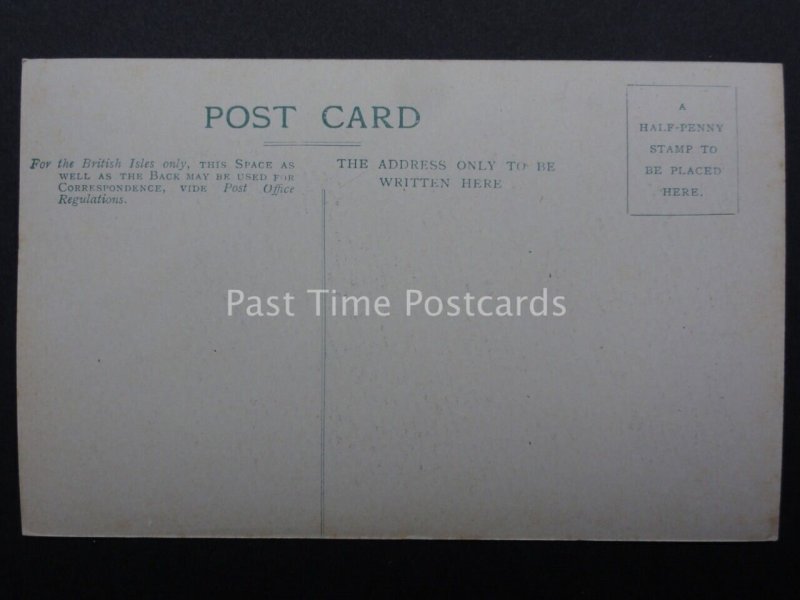 POST CARD
For the British Isles only, THIS SPACE AS
WELL AS THE BACK MAY BE USED FOR
CORRESPONDENCE, VIDE Post Office
Regulations.
THE ADDRESS ONLY TO BE
WRITTEN HERE
A
HALF-PENNY
STAMP TO
BE PLACED
HERE.
Past Time Postcards